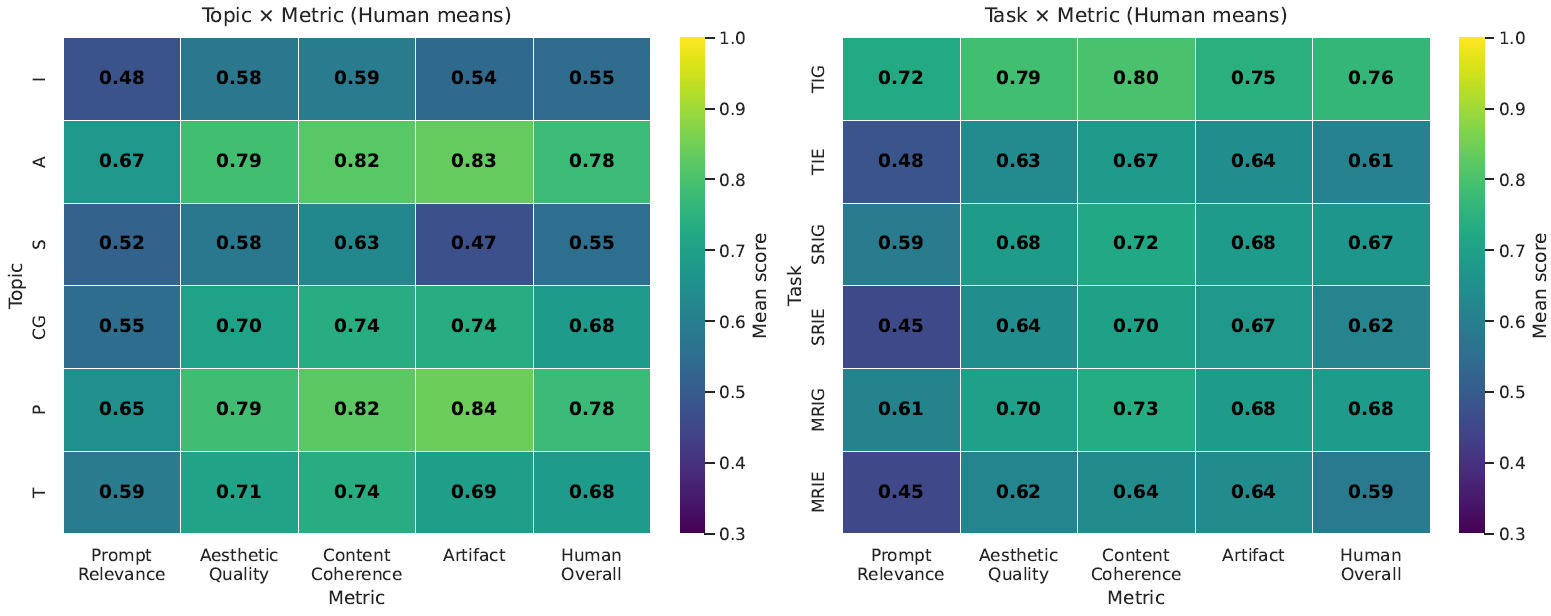 Topic × Metric (Human means)
I 0.48 0.58 0.59 0.54 0.55
A 0.67 0.79 0.82 0.83 0.78
S 0.52 0.58 0.63 0.47 0.55
CG 0.55 0.70 0.74 0.74 0.68
P 0.65 0.79 0.82 0.84 0.78
T 0.59 0.71 0.74 0.69 0.68
Topic
Prompt Relevance
Aesthetic Quality
Content Coherence
Artifact
Human Overall
Metric
1.0
0.9
0.8
0.7
0.6
0.5
0.4
0.3
Mean score
Task × Metric (Human means)
TIG 0.72 0.79 0.80 0.75 0.76
TIE 0.48 0.63 0.67 0.64 0.61
SRIG 0.59 0.68 0.72 0.68 0.67
SRIE 0.45 0.64 0.70 0.67 0.62
MRIG 0.61 0.70 0.73 0.68 0.68
MRIE 0.45 0.62 0.64 0.64 0.59
Task
Prompt Relevance
Aesthetic Quality
Content Coherence
Artifact
Human Overall
Metric
1.0
0.9
0.8
0.7
0.6
0.5
0.4
0.3
Mean score